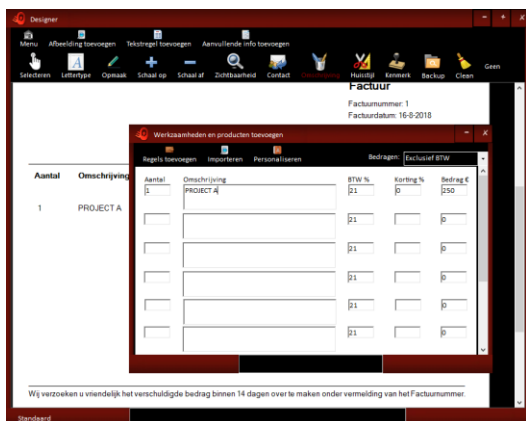 Designer
Menu Afbeelding toevoegen Tekstregel toevoegen Aanvullende info toevoegen
Selecteren Lettertype Opmaak Schaal op Schaal af Zichtbaarheid Contact Omschrijving Huisstijl Kenmerk Backup Clean Geen
Factuur
Factuurnummer: 1
Factuurdatum: 16-8-2018
Werkzaamheden en producten toevoegen
Regels toevoegen Importeren Personaliseren Bedragen: Exclusief BTW
Aantal Omschrijving
1 PROJECT A
Aantal Omschrijving BTW % Korting % Bedrag €
1 PROJECT A 21 0 250
21 0
21 0
21 0
21 0
21 0
Wij verzoeken u vriendelijk het verschuldigde bedrag binnen 14 dagen over te maken onder vermelding van het Factuurnummer.
Standaard